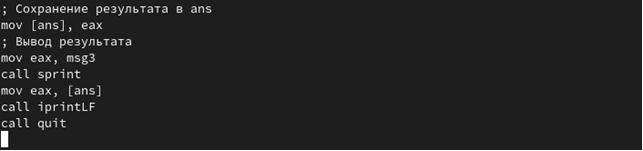 ; Сохранение результата в ans
mov [ans], eax
; Вывод результата
mov eax, msg3
call sprint
mov eax, [ans]
call iprintLF
call quit